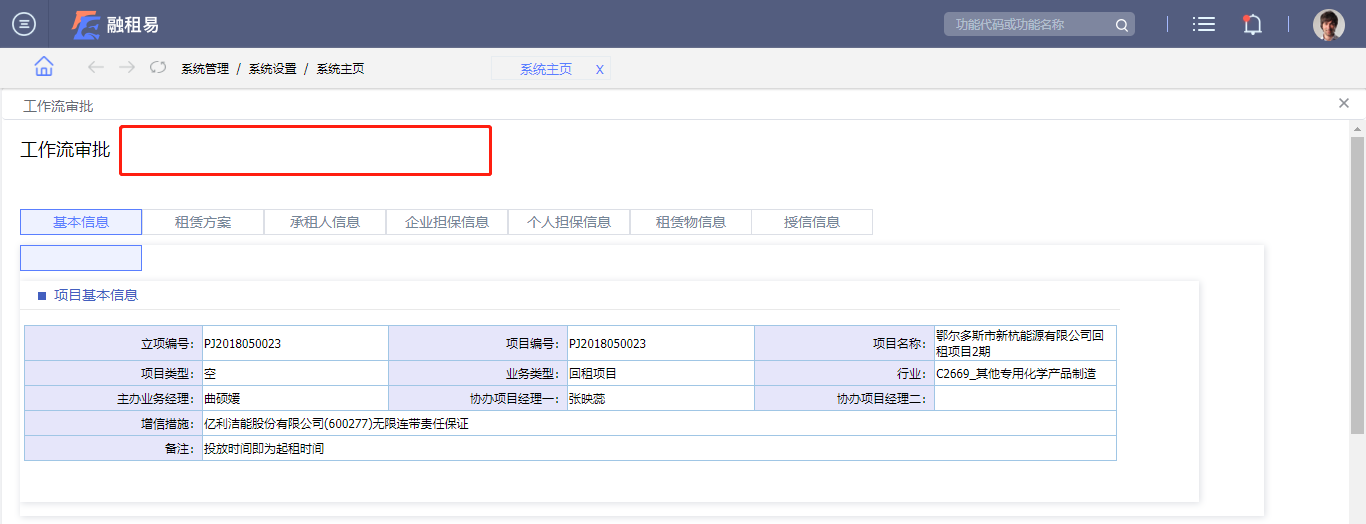 融租易
功能代码或功能名称
系统管理 / 系统设置 / 系统主页
系统主页 X
工作流审批
工作流审批
基本信息 租赁方案 承租人信息 企业担保信息 个人担保信息 租赁物信息 授信信息
项目基本信息
立项编号: PJ2018050023 项目编号: PJ2018050023 项目名称: 鄂尔多斯市新杭能源有限公司回
租项目2期
项目类型: 空 业务类型: 回租项目 行业: C2669_其他专用化学产品制造
主办业务经理: 曲硕媛 协办项目经理一: 张映蕊 协办项目经理二:
增信措施: 亿利洁能股份有限公司(600277)无限连带责任保证
备注: 投放时间即为起租时间